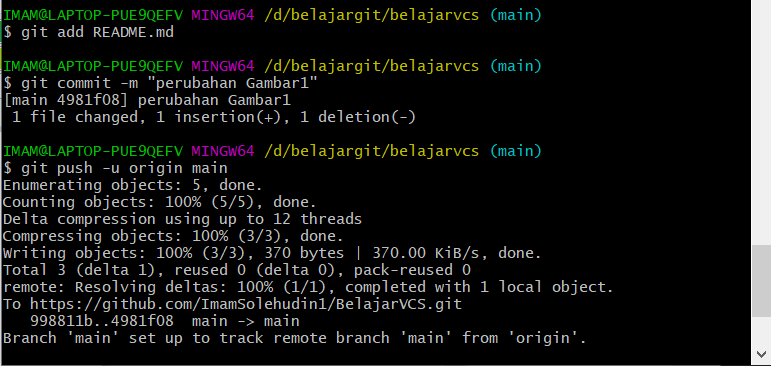 IMAM@LAPTOP-PUE9QEFV MINGW64 /d/belajargit/belajarvcs (main)
$ git add README.md
IMAM@LAPTOP-PUE9QEFV MINGW64 /d/belajargit/belajarvcs (main)
$ git commit -m "perubahan Gambar1"
[main 4981f08] perubahan Gambar1
 1 file changed, 1 insertion(+), 1 deletion(-)
IMAM@LAPTOP-PUE9QEFV MINGW64 /d/belajargit/belajarvcs (main)
$ git push -u origin main
Enumerating objects: 5, done.
Counting objects: 100% (5/5), done.
Delta compression using up to 12 threads
Compressing objects: 100% (3/3), done.
Writing objects: 100% (3/3), 370 bytes | 370.00 KiB/s, done.
Total 3 (delta 1), reused 0 (delta 0), pack-reused 0
remote: Resolving deltas: 100% (1/1), completed with 1 local object.
To https://github.com/ImamSolehudin1/BelajarVCS.git
   998811b..4981f08  main -> main
Branch 'main' set up to track remote branch 'main' from 'origin'.